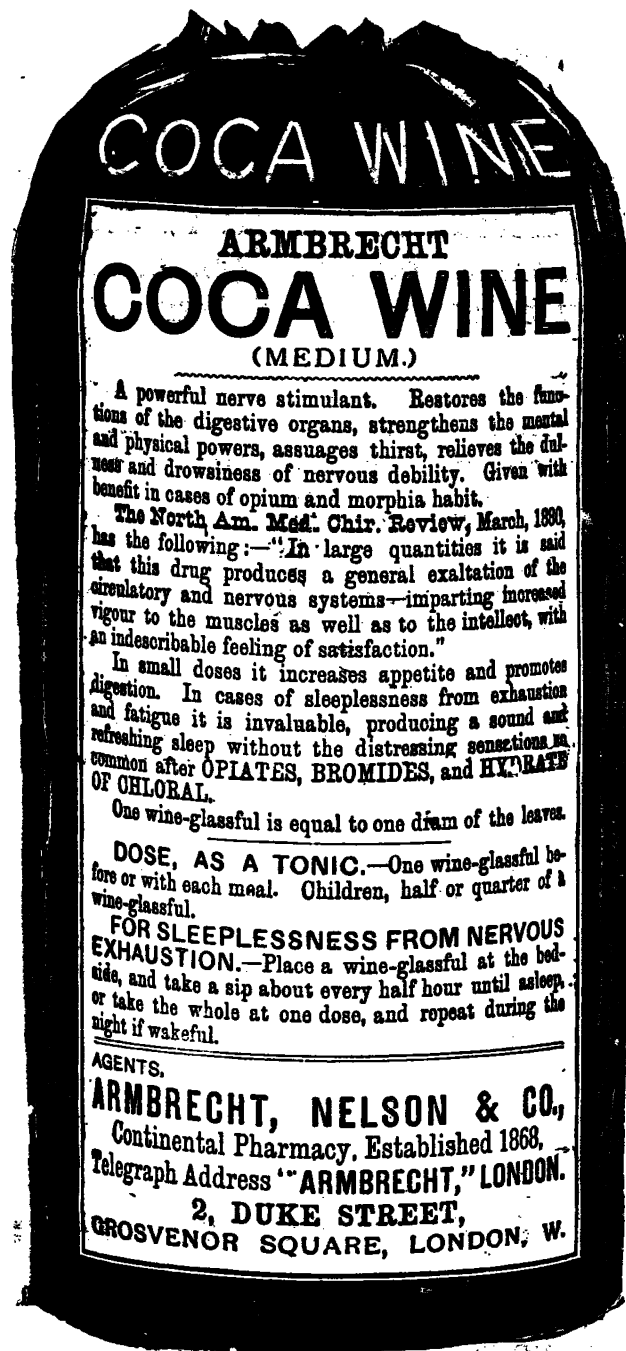 COCA WINE
ARMBRECHT
COCA WINE
(MEDIUM.)
A powerful nerve stimulant. Restores the func-
tions of the digestive organs, strengthens the mental
and physical powers, assuages thirst, relieves the dul-
ness and drowsiness of nervous debility. Given with
benefit in cases of opium and morphia habit.
The North Am. Med. Chir. Review, March, 1880,
has the following:—"In large quantities it is said
that this drug produces a general exaltation of the
circulatory and nervous systems—imparting increased
vigour to the muscles as well as to the intellect, with
an indescribable feeling of satisfaction."
In small doses it increases appetite and promotes
digestion. In cases of sleeplessness from exhaustion
and fatigue it is invaluable, producing a sound and
refreshing sleep without the distressing sensations so
common after OPIATES, BROMIDES, and HYDRATE
OF CHLORAL.
One wine-glassful is equal to one dram of the leaves.
DOSE, AS A TONIC.—One wine-glassful be-
fore or with each meal. Children, half or quarter of a
wine-glassful.
FOR SLEEPLESSNESS FROM NERVOUS
EXHAUSTION.—Place a wine-glassful at the bed-
side, and take a sip about every half hour until asleep,
or take the whole at one dose, and repeat during the
night if wakeful.
AGENTS.
ARMBRECHT, NELSON & CO.,
Continental Pharmacy, Established 1868,
Telegraph Address "ARMBRECHT," LONDON.
2, DUKE STREET,
GROSVENOR SQUARE, LONDON, W.